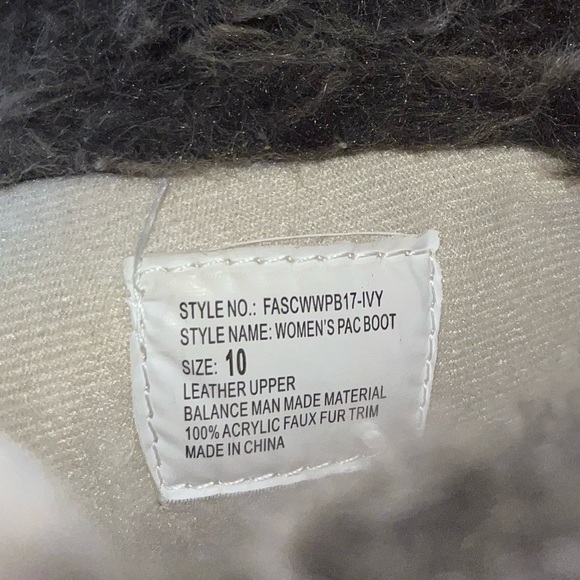 STYLE NO.: FASCWWPB17-IVY
STYLE NAME: WOMEN'S PAC BOOT
SIZE: 10
LEATHER UPPER
BALANCE MAN MADE MATERIAL
100% ACRYLIC FAUX FUR TRIM
MADE IN CHINA